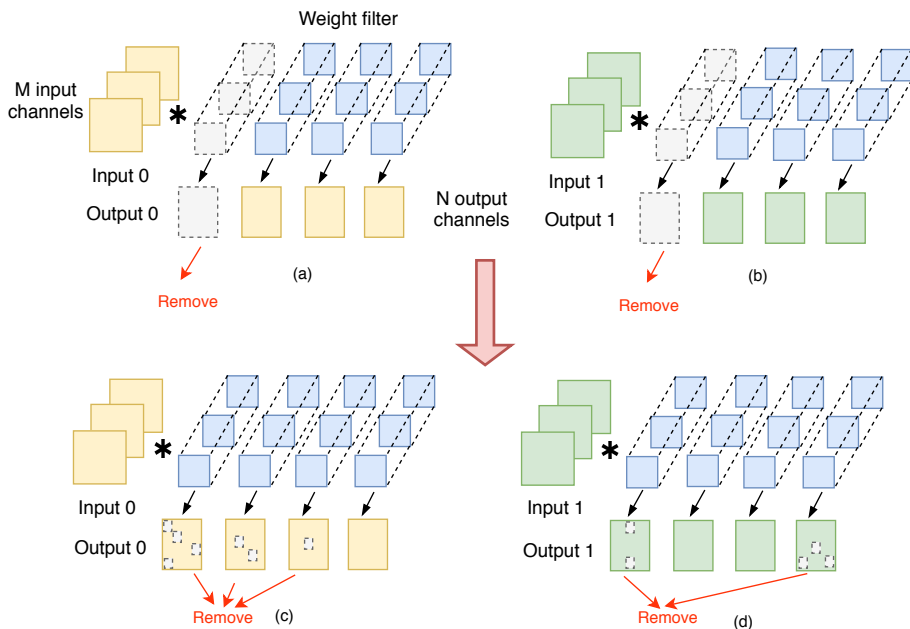 Weight filter
M input
channels
*
*
Input 0
Input 1
Output 0
N output
channels
Output 1
(a)
(b)
Remove
Remove
*
*
Input 0
Input 1
Output 0
Output 1
Remove
(c)
Remove
(d)